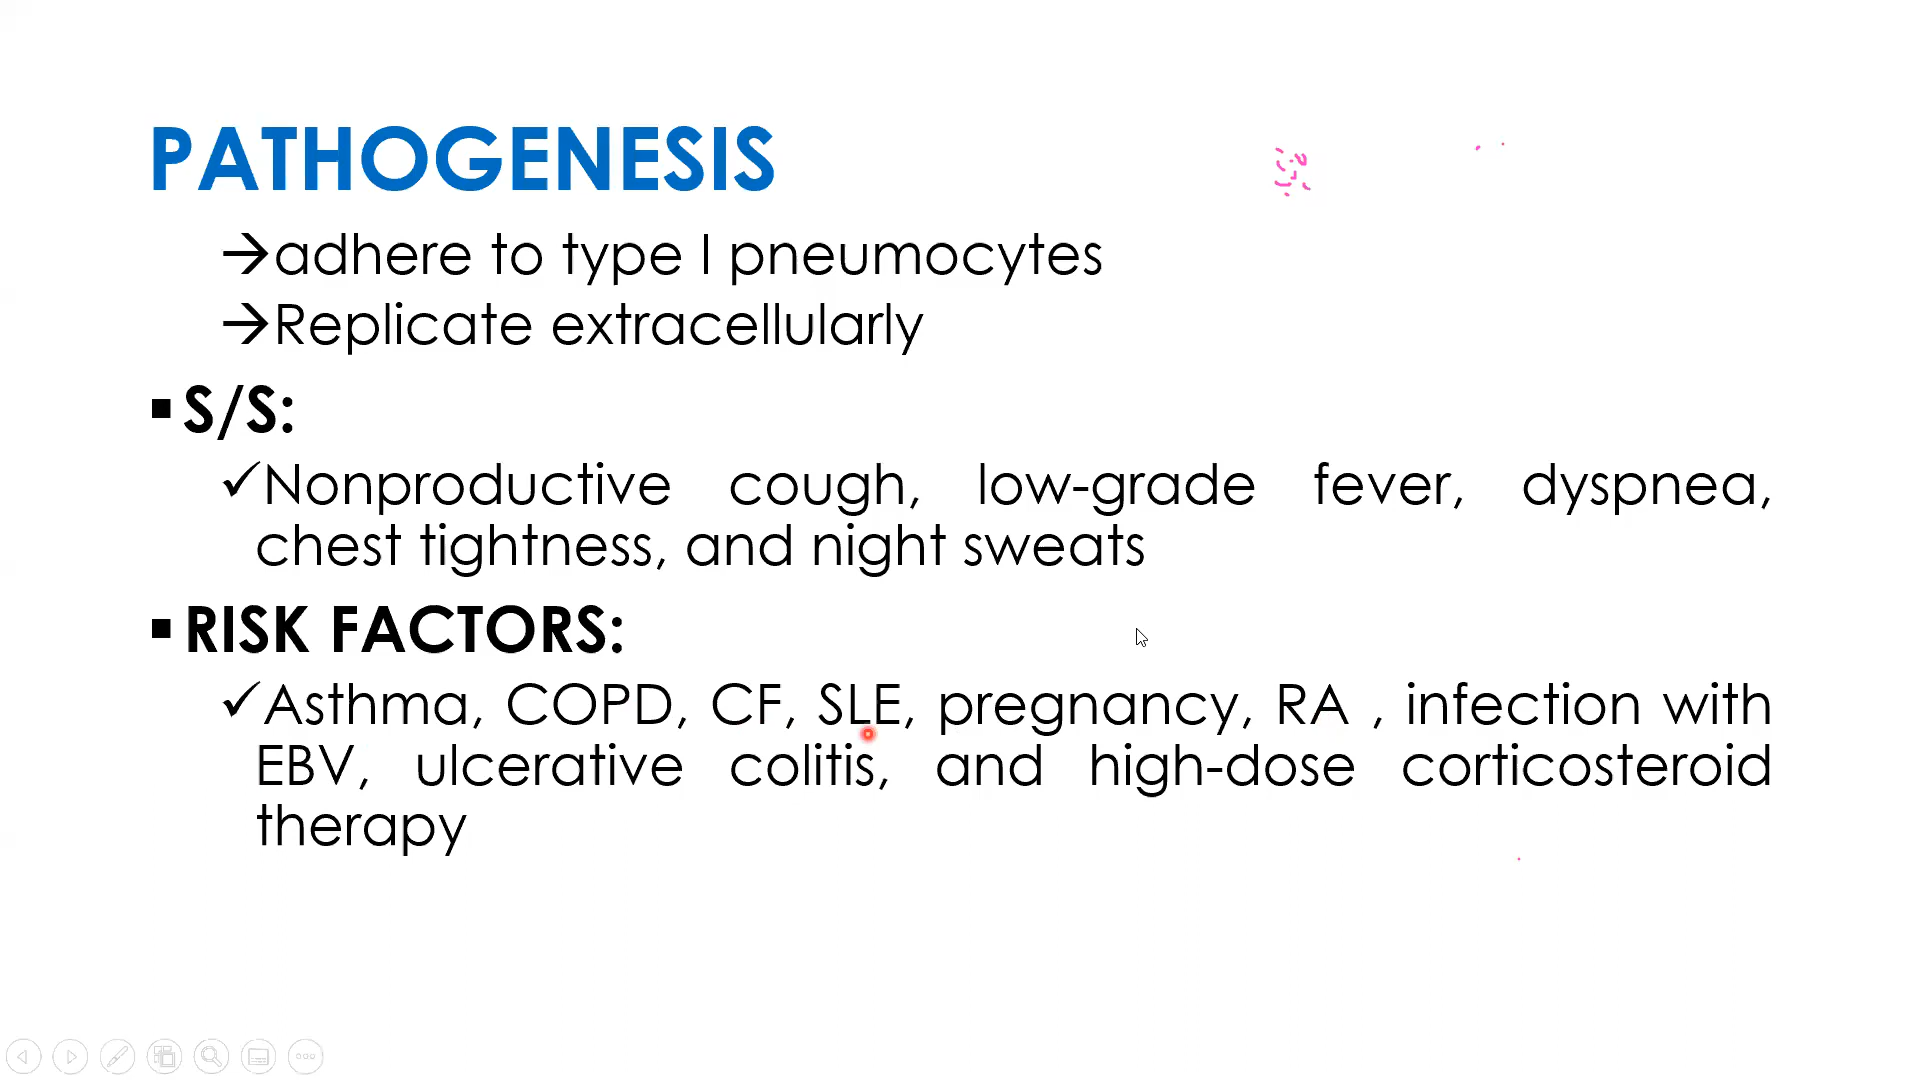 PATHOGENESIS
→adhere to type I pneumocytes
→Replicate extracellularly
▪S/S:
✓Nonproductive cough, low-grade fever, dyspnea,
chest tightness, and night sweats
▪RISK FACTORS:
✓Asthma, COPD, CF, SLE, pregnancy, RA , infection with
EBV, ulcerative colitis, and high-dose corticosteroid
therapy